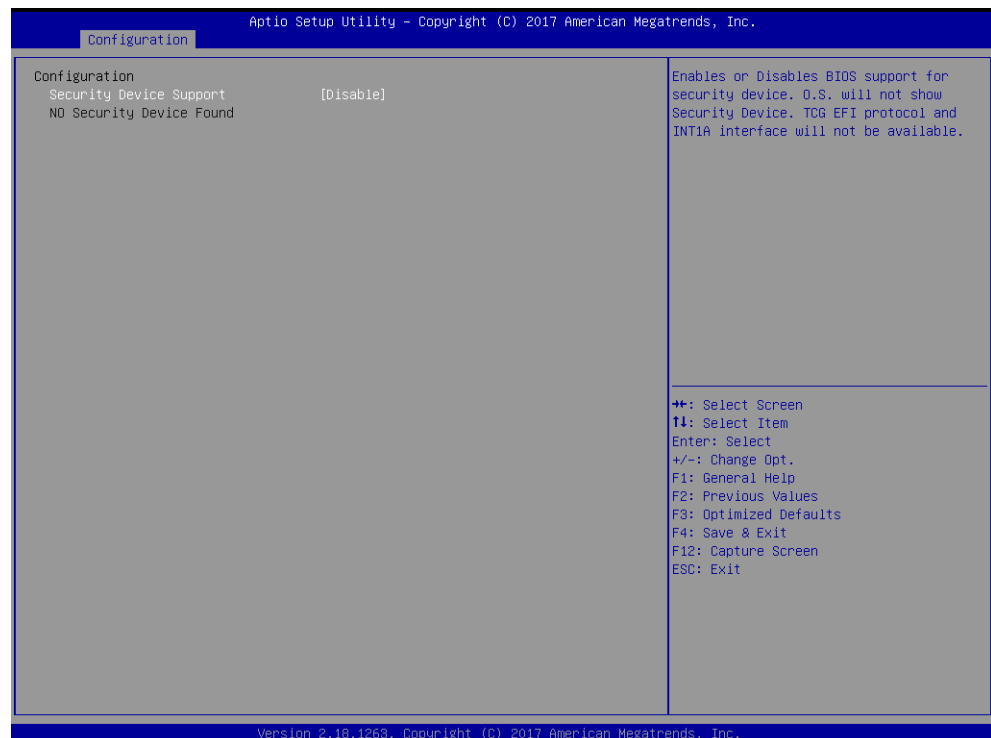 Aptio Setup Utility – Copyright (C) 2017 American Megatrends, Inc.
Configuration
Configuration
Security Device Support [Disable]
NO Security Device Found
Enables or Disables BIOS support for
security device. O.S. will not show
Security Device. TCG EFI protocol and
INT1A interface will not be available.
→←: Select Screen
↑↓: Select Item
Enter: Select
+/-: Change Opt.
F1: General Help
F2: Previous Values
F3: Optimized Defaults
F4: Save & Exit
F12: Capture Screen
ESC: Exit
Version 2.18.1263. Copyright (C) 2017 American Megatrends, Inc.